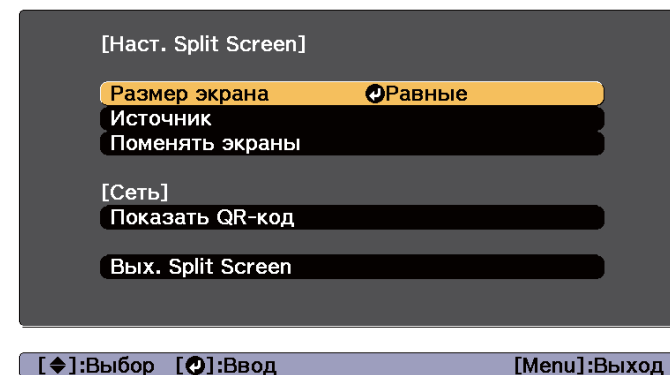 [Наст. Split Screen]
Размер экрана Равные
Источник
Поменять экраны
[Сеть]
Показать QR-код
Вых. Split Screen
[ ]:Выбор [ ]:Ввод [Menu]:Выход